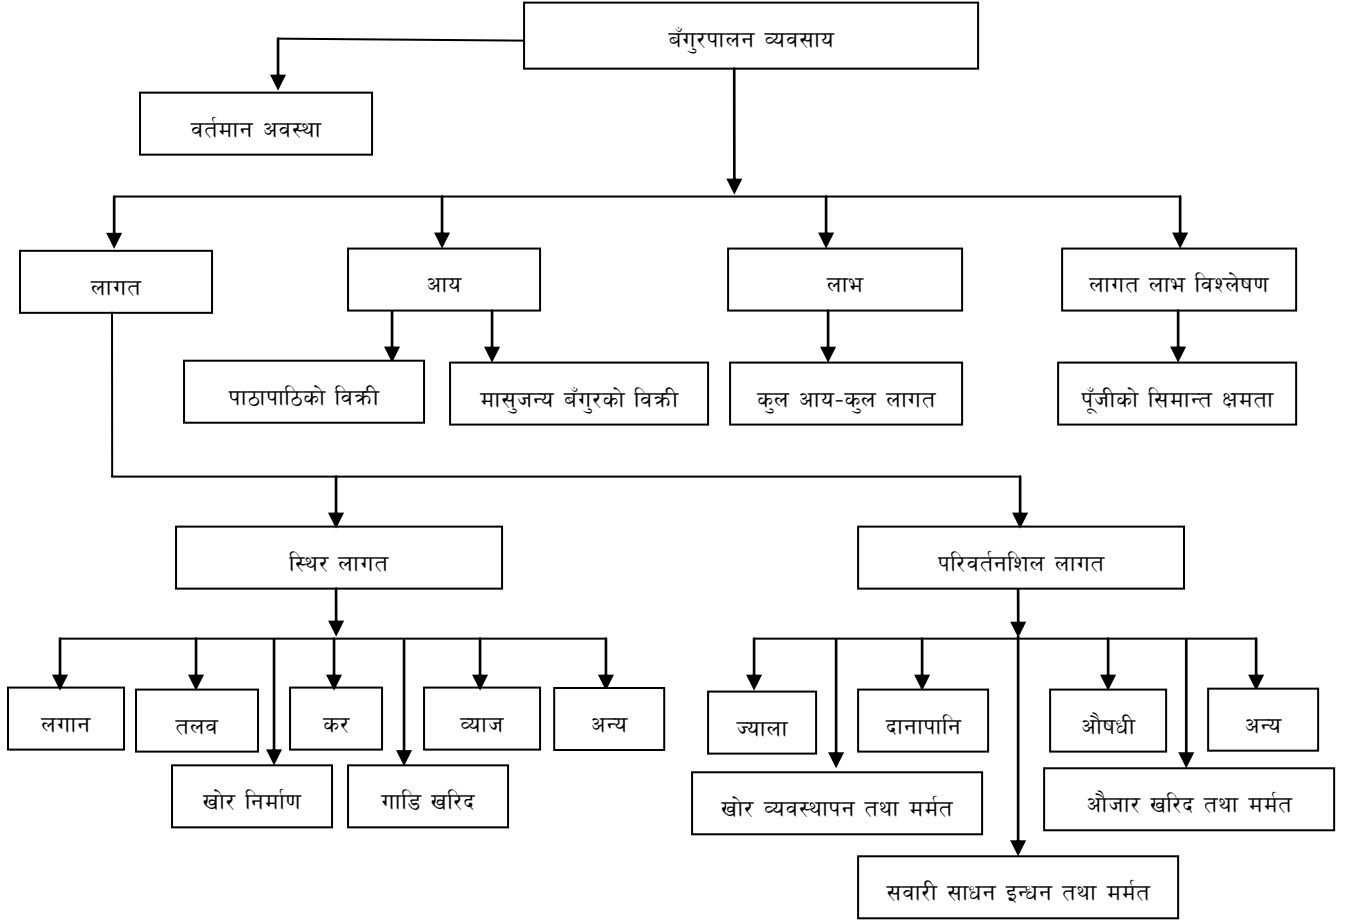 बँगुरपालन व्यवसाय
वर्तमान अवस्था
लागत
आय
लाभ
लागत लाभ विश्लेषण
पाठापाठिको विक्री
मासुजन्य बँगुरको विक्री
कुल आय-कुल लागत
पूँजीको सिमान्त क्षमता
स्थिर लागत
परिवर्तनशिल लागत
लगान
तलव
कर
व्याज
अन्य
ज्याला
दानापानि
औषधी
अन्य
खोर निर्माण
गाडि खरिद
खोर व्यवस्थापन तथा मर्मत
औजार खरिद तथा मर्मत
सवारी साधन इन्धन तथा मर्मत